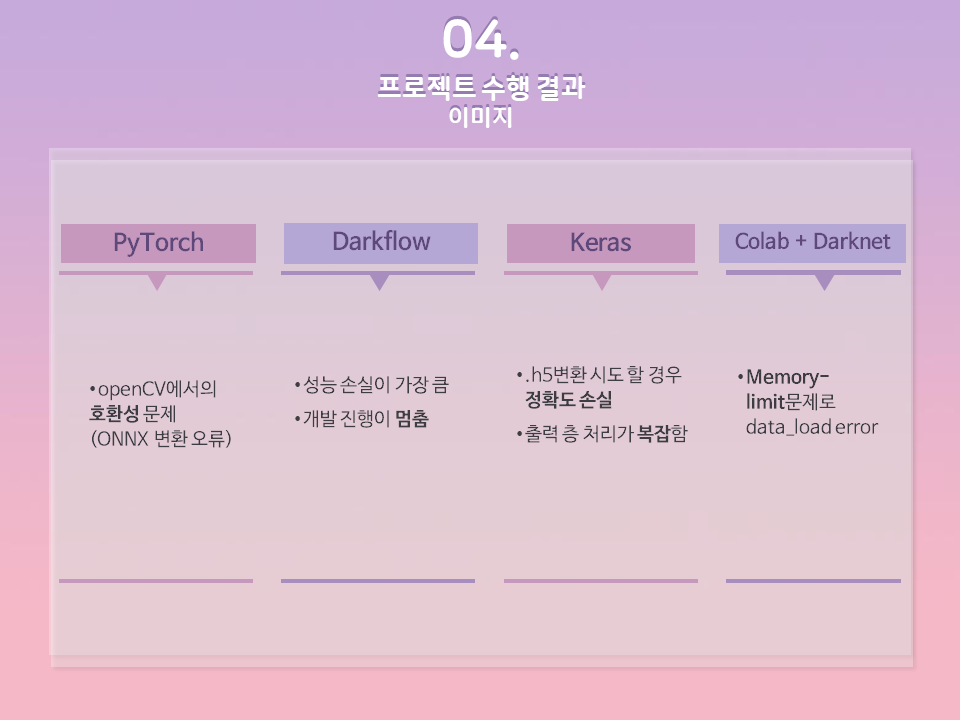 04.
프로젝트 수행 결과
이미지
PyTorch
•openCV에서의
호환성 문제
(ONNX 변환 오류)
Darkflow
•성능 손실이 가장 큼
•개발 진행이 멈춤
Keras
•.h5변환 시도 할 경우
정확도 손실
•출력 층 처리가 복잡함
Colab + Darknet
•Memory-
limit문제로
data_load error